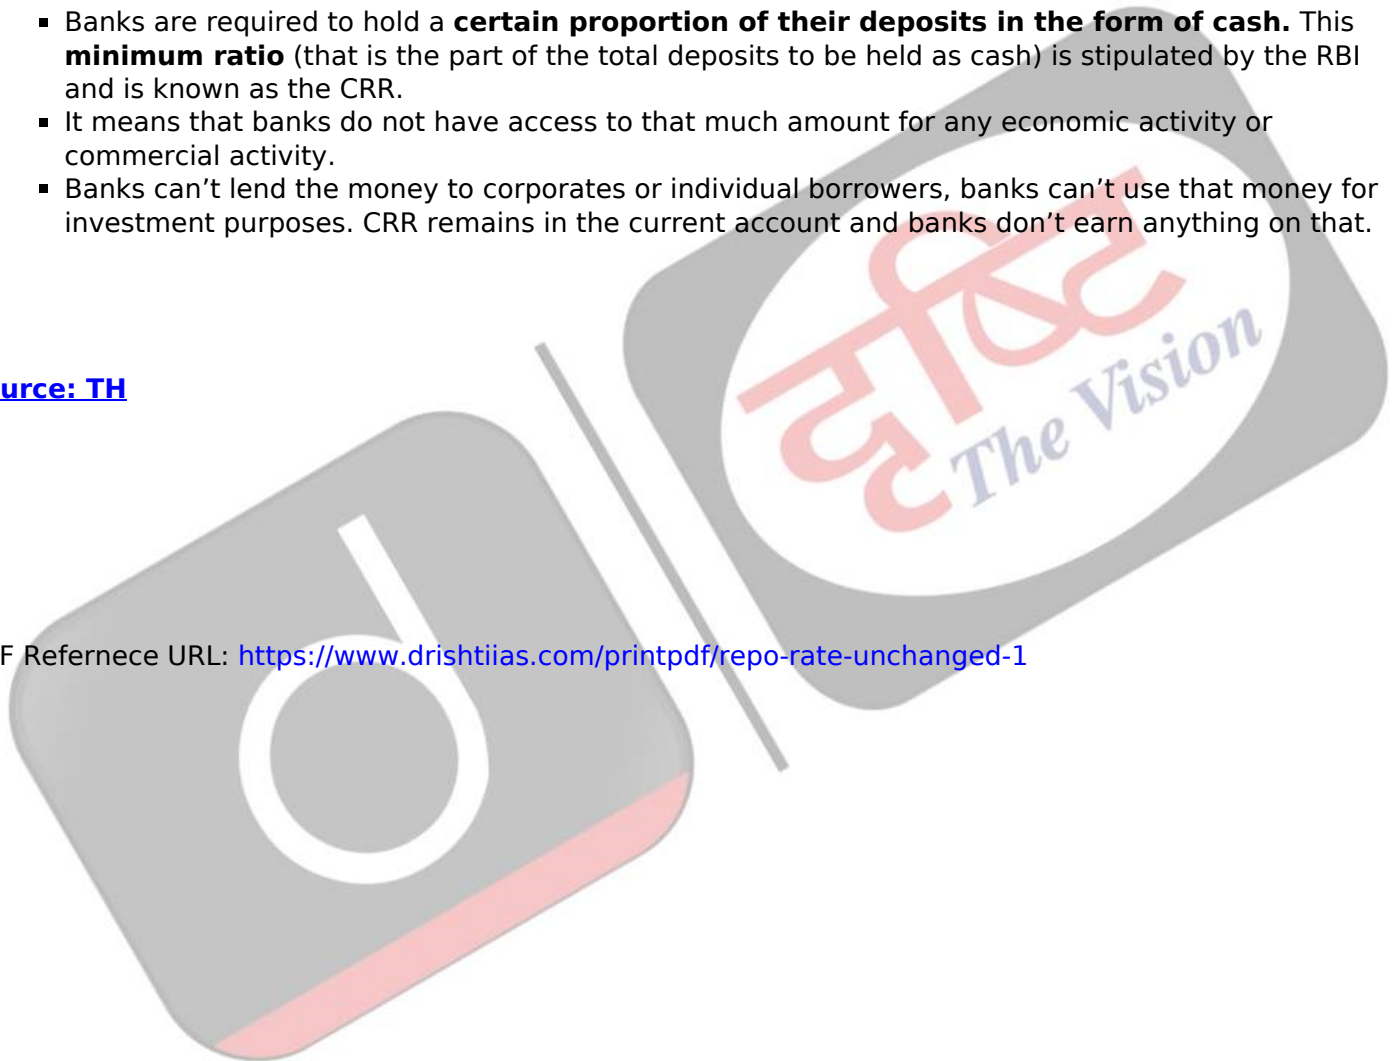 ▪ Banks are required to hold a certain proportion of their deposits in the form of cash. This
minimum ratio (that is the part of the total deposits to be held as cash) is stipulated by the RBI
and is known as the CRR.
▪ It means that banks do not have access to that much amount for any economic activity or
commercial activity.
▪ Banks can’t lend the money to corporates or individual borrowers, banks can’t use that money for
investment purposes. CRR remains in the current account and banks don’t earn anything on that.
दृष्टि
The Vision
urce: TH
d
F Refernece URL: https://www.drishtiias.com/printpdf/repo-rate-unchanged-1